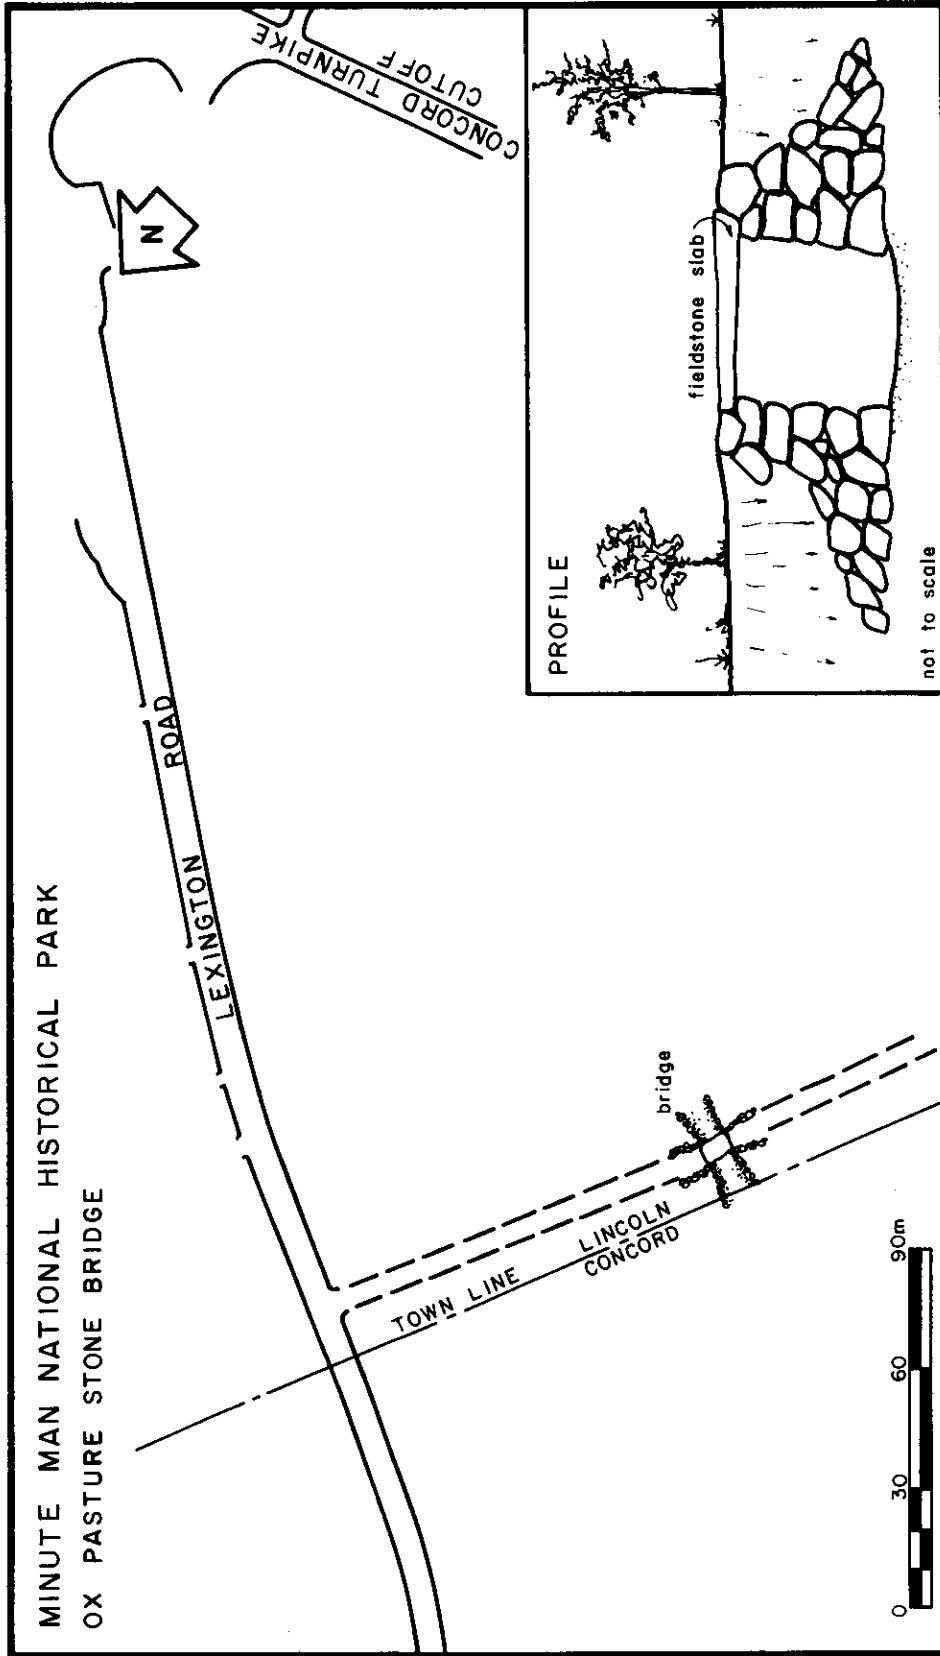 MINUTE MAN NATIONAL HISTORICAL PARK
OX PASTURE STONE BRIDGE
N
CONCORD TURNPIKE
CUTOFF
LEXINGTON ROAD
TOWN LINE
LINCOLN
CONCORD
bridge
0 30 60 90m
PROFILE
fieldstone slab
not to scale